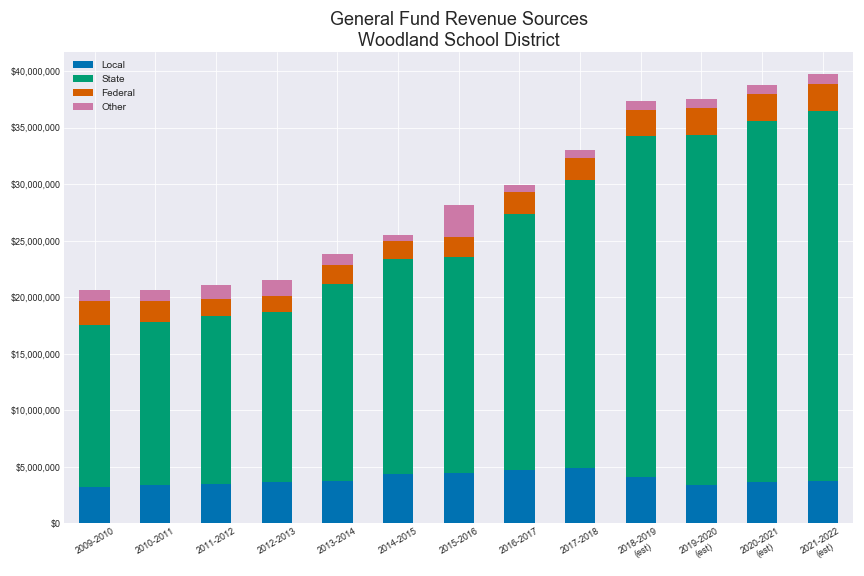 General Fund Revenue Sources
Woodland School District
Local
State
Federal
Other
$40,000,000
$35,000,000
$30,000,000
$25,000,000
$20,000,000
$15,000,000
$10,000,000
$5,000,000
$0
2009-2010
2010-2011
2011-2012
2012-2013
2013-2014
2014-2015
2015-2016
2016-2017
2017-2018
2018-2019
(est)
2019-2020
(est)
2020-2021
(est)
2021-2022
(est)